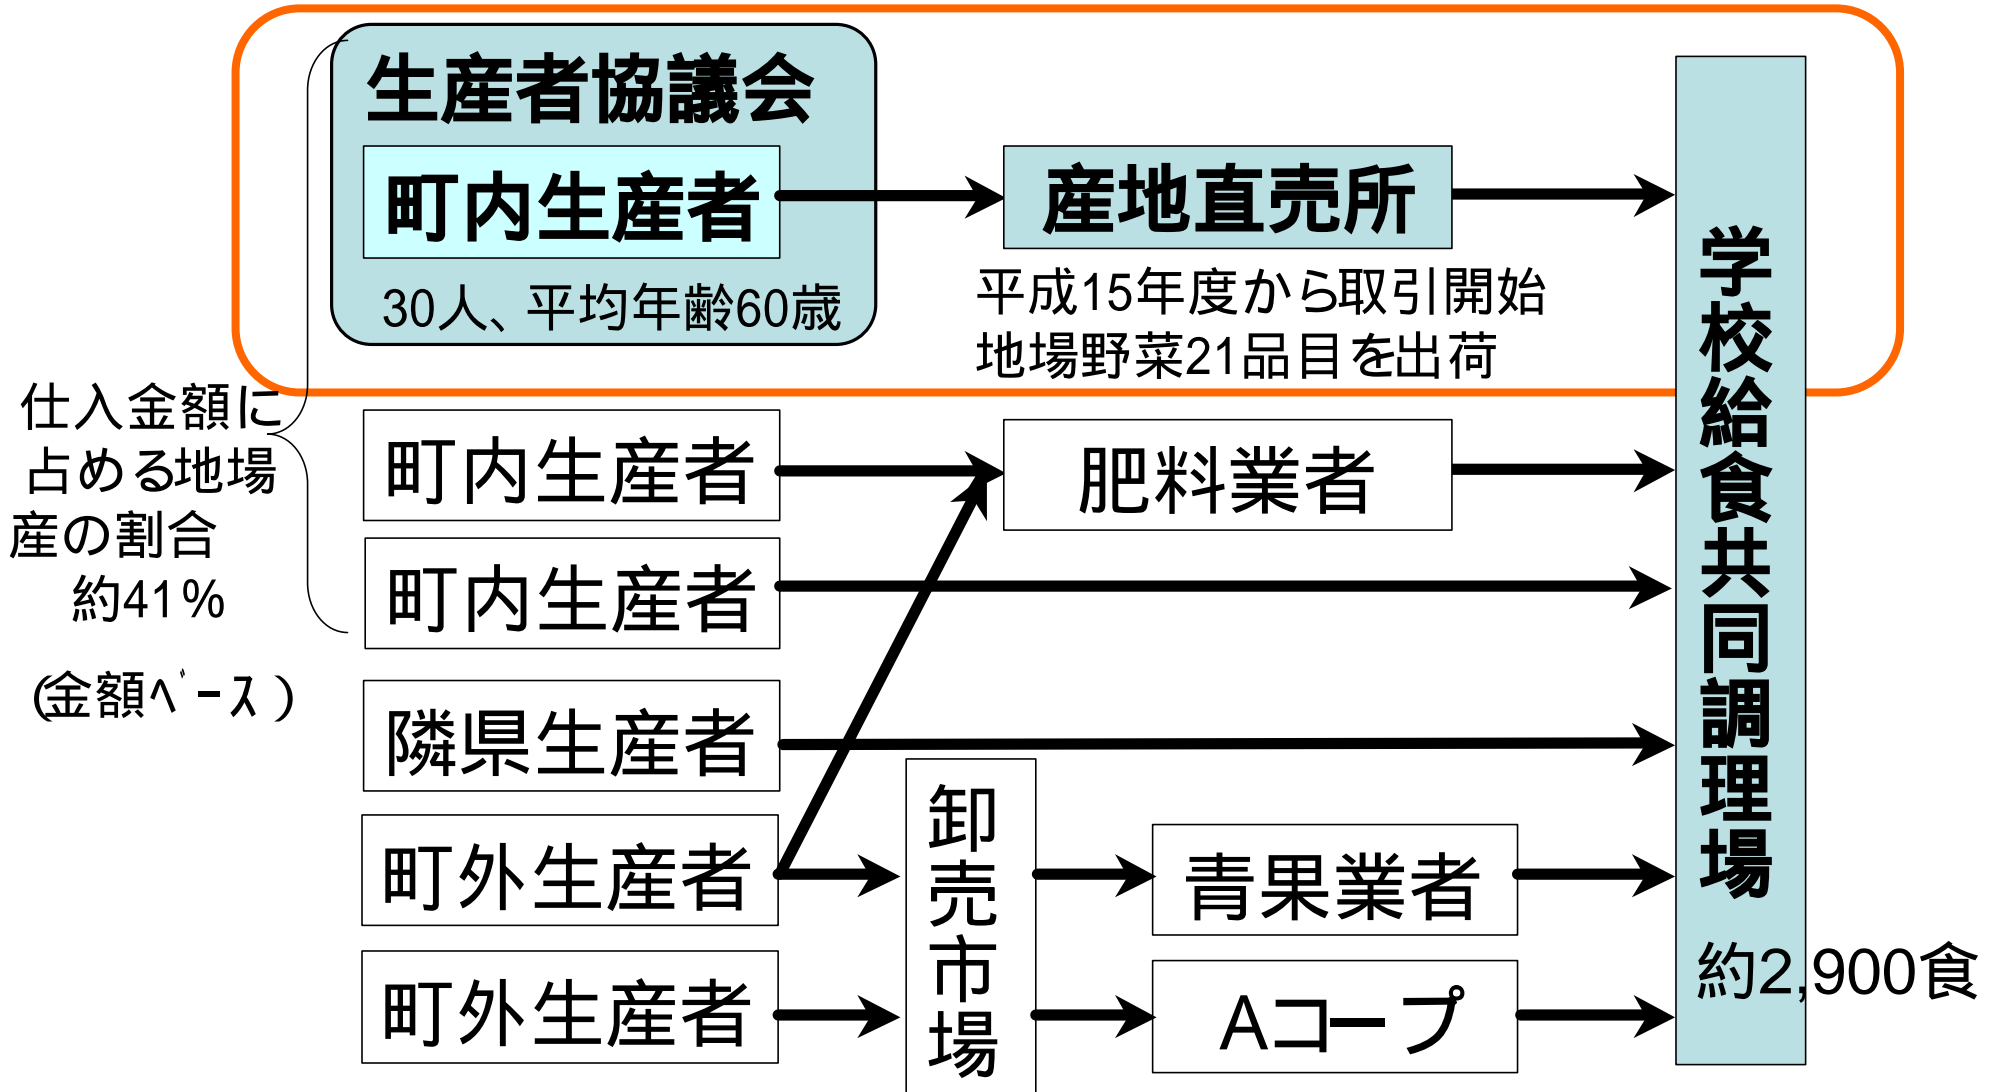 生産者協議会
町内生産者
30人、平均年齢60歳
産地直売所
平成15年度から取引開始
地場野菜21品目を出荷
学校給食共同調理場
約2,900食
仕入金額に
占める地場
産の割合
約41%
(金額ﾍﾞｰｽ)
町内生産者
肥料業者
町内生産者
隣県生産者
町外生産者
卸売市場
青果業者
町外生産者
Aコープ